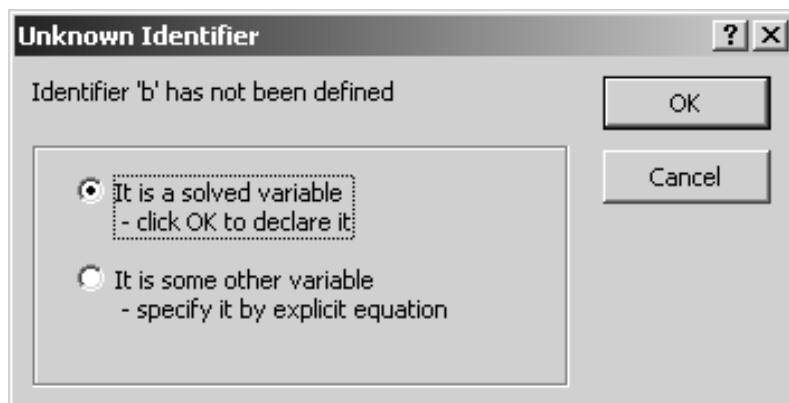 Unknown Identifier
? X
Identifier 'b' has not been defined
OK
Cancel
It is a solved variable
- click OK to declare it
It is some other variable
- specify it by explicit equation